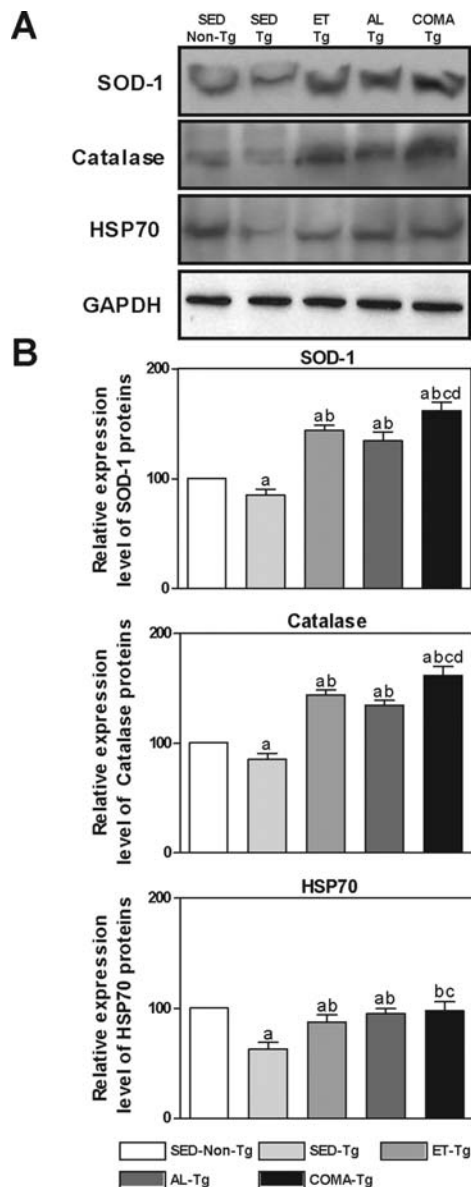 A
SED SED ET AL COMA
Non-Tg Tg Tg Tg Tg
SOD-1
Catalase
HSP70
GAPDH
B
SOD-1
Relative expression
level of SOD-1 proteins
200
100
0
a
ab
ab
abcd
Catalase
Relative expression
level of Catalase proteins
200
100
0
a
ab
ab
abcd
HSP70
Relative expression
level of HSP70 proteins
200
100
0
a
ab
ab
bc
SED-Non-Tg SED-Tg ET-Tg
AL-Tg COMA-Tg